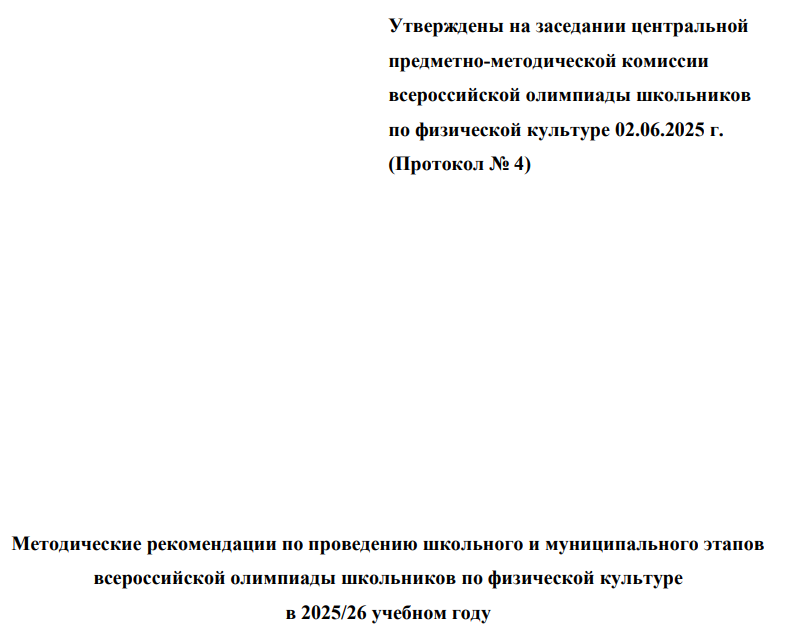 Утверждены на заседании центральной
предметно-методической комиссии
всероссийской олимпиады школьников
по физической культуре 02.06.2025 г.
(Протокол № 4)
Методические рекомендации по проведению школьного и муниципального этапов
всероссийской олимпиады школьников по физической культуре
в 2025/26 учебном году